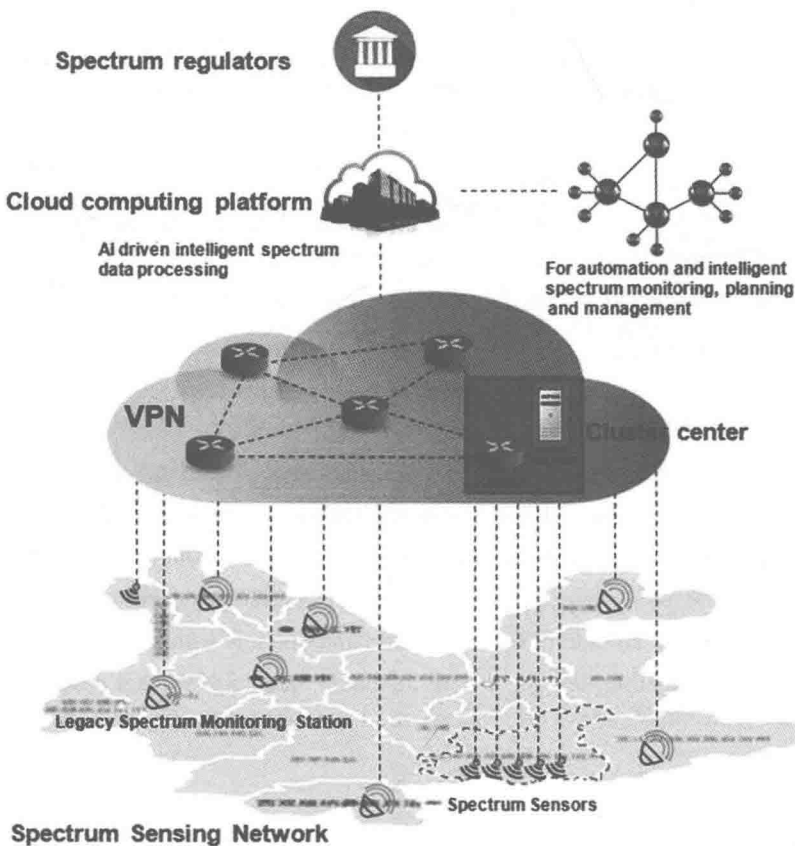 Spectrum regulators
Cloud computing platform
AI driven intelligent spectrum
data processing
For automation and intelligent
spectrum monitoring, planning
and management
VPN
Cluster center
Legacy Spectrum Monitoring Station
Spectrum Sensors
Spectrum Sensing Network